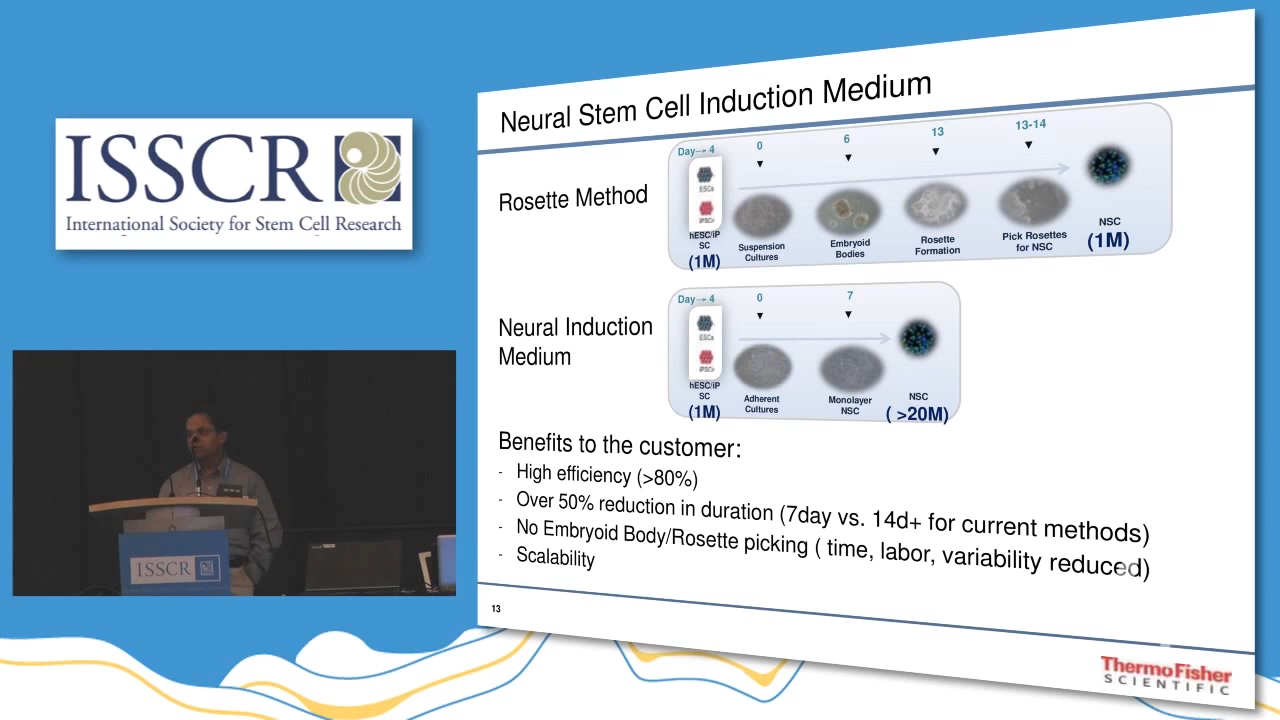 ISSCR
International Society for Stem Cell Research
ISSCR
Neural Stem Cell Induction Medium
Rosette Method
Day - 4
0
6
13
13-14
ESCs
iPSCs
hESC/iP
SC
(1M)
Suspension
Cultures
Embryoid
Bodies
Rosette
Formation
Pick Rosettes
for NSC
NSC
(1M)
Neural Induction
Medium
Day - 4
0
7
ESCs
iPSCs
hESC/iP
SC
(1M)
Adherent
Cultures
Monolayer
NSC
NSC
( >20M)
Benefits to the customer:
- High efficiency (>80%)
- Over 50% reduction in duration (7day vs. 14d+ for current methods)
- No Embryoid Body/Rosette picking ( time, labor, variability reduced)
- Scalability
13
ThermoFisher
SCIENTIFIC